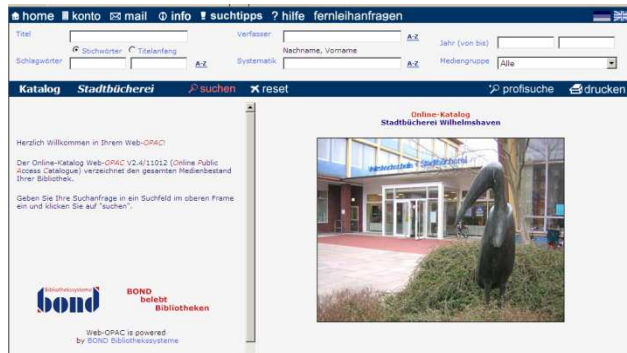 home konto mail info suchtipps ? hilfe fernleihanfragen
Titel Verfasser A-Z Jahr (von bis)
Stichwörter Titelanfang Nachname, Vorname
Schlagwörter A-Z Systematik A-Z Mediengruppe Alle
Katalog Stadtbücherei suchen reset profisuche drucken
Herzlich Willkommen in Ihrem Web-OPAC!
Der Online-Katalog Web-OPAC V2.4/11012 (Online Public
Access Catalogue) verzeichnet den gesamten Medienbestand
Ihrer Bibliothek.
Geben Sie Ihre Suchanfrage in ein Suchfeld im oberen Frame
ein und klicken Sie auf "suchen".
Bibliothekssysteme
bond
BOND
belebt
Bibliotheken
Web-OPAC is powered
by BOND Bibliothekssysteme
Online-Katalog
Stadtbücherei Wilhelmshaven
Volkshochschule - Stadtbücherei